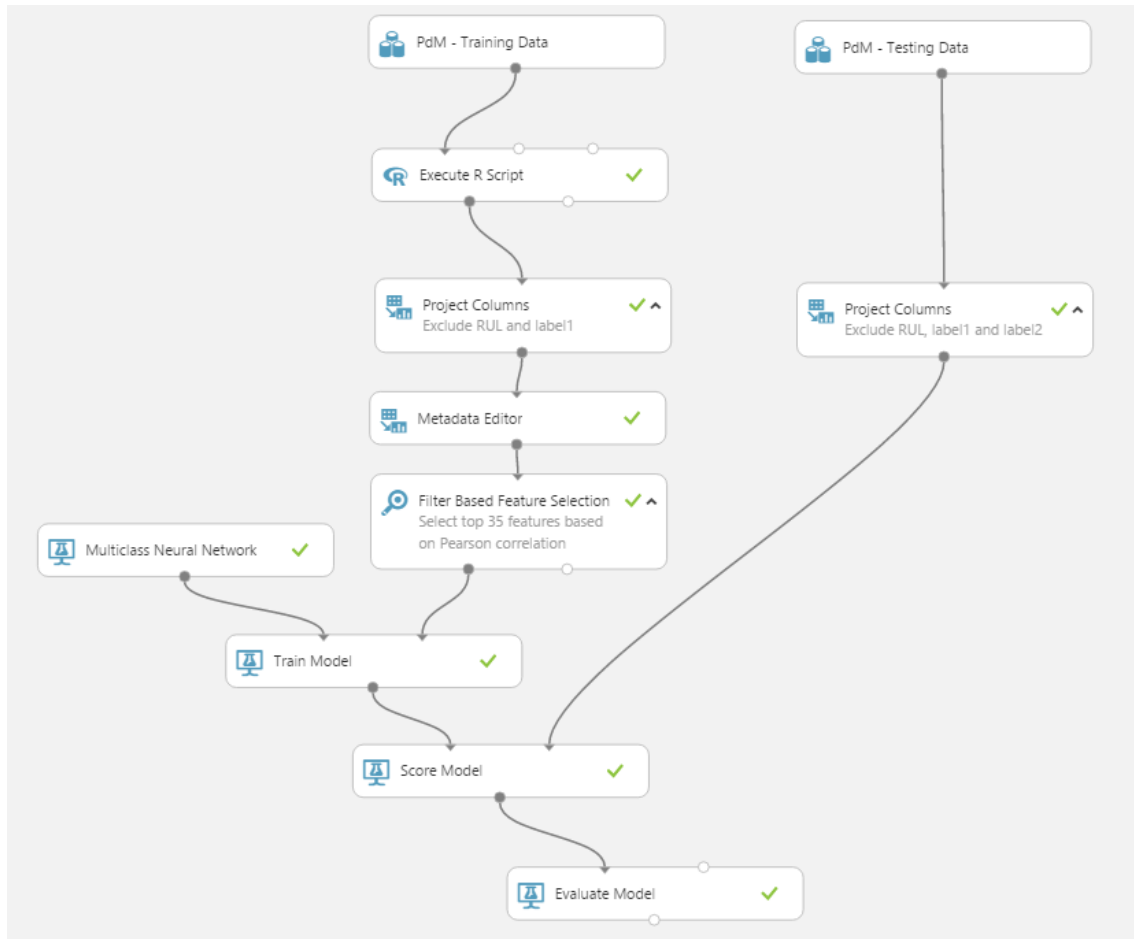 PdM - Training Data
PdM - Testing Data
R Execute R Script
Project Columns
Exclude RUL and label1
Project Columns
Exclude RUL, label1 and label2
Metadata Editor
Filter Based Feature Selection
Select top 35 features based
on Pearson correlation
Multiclass Neural Network
Train Model
Score Model
Evaluate Model